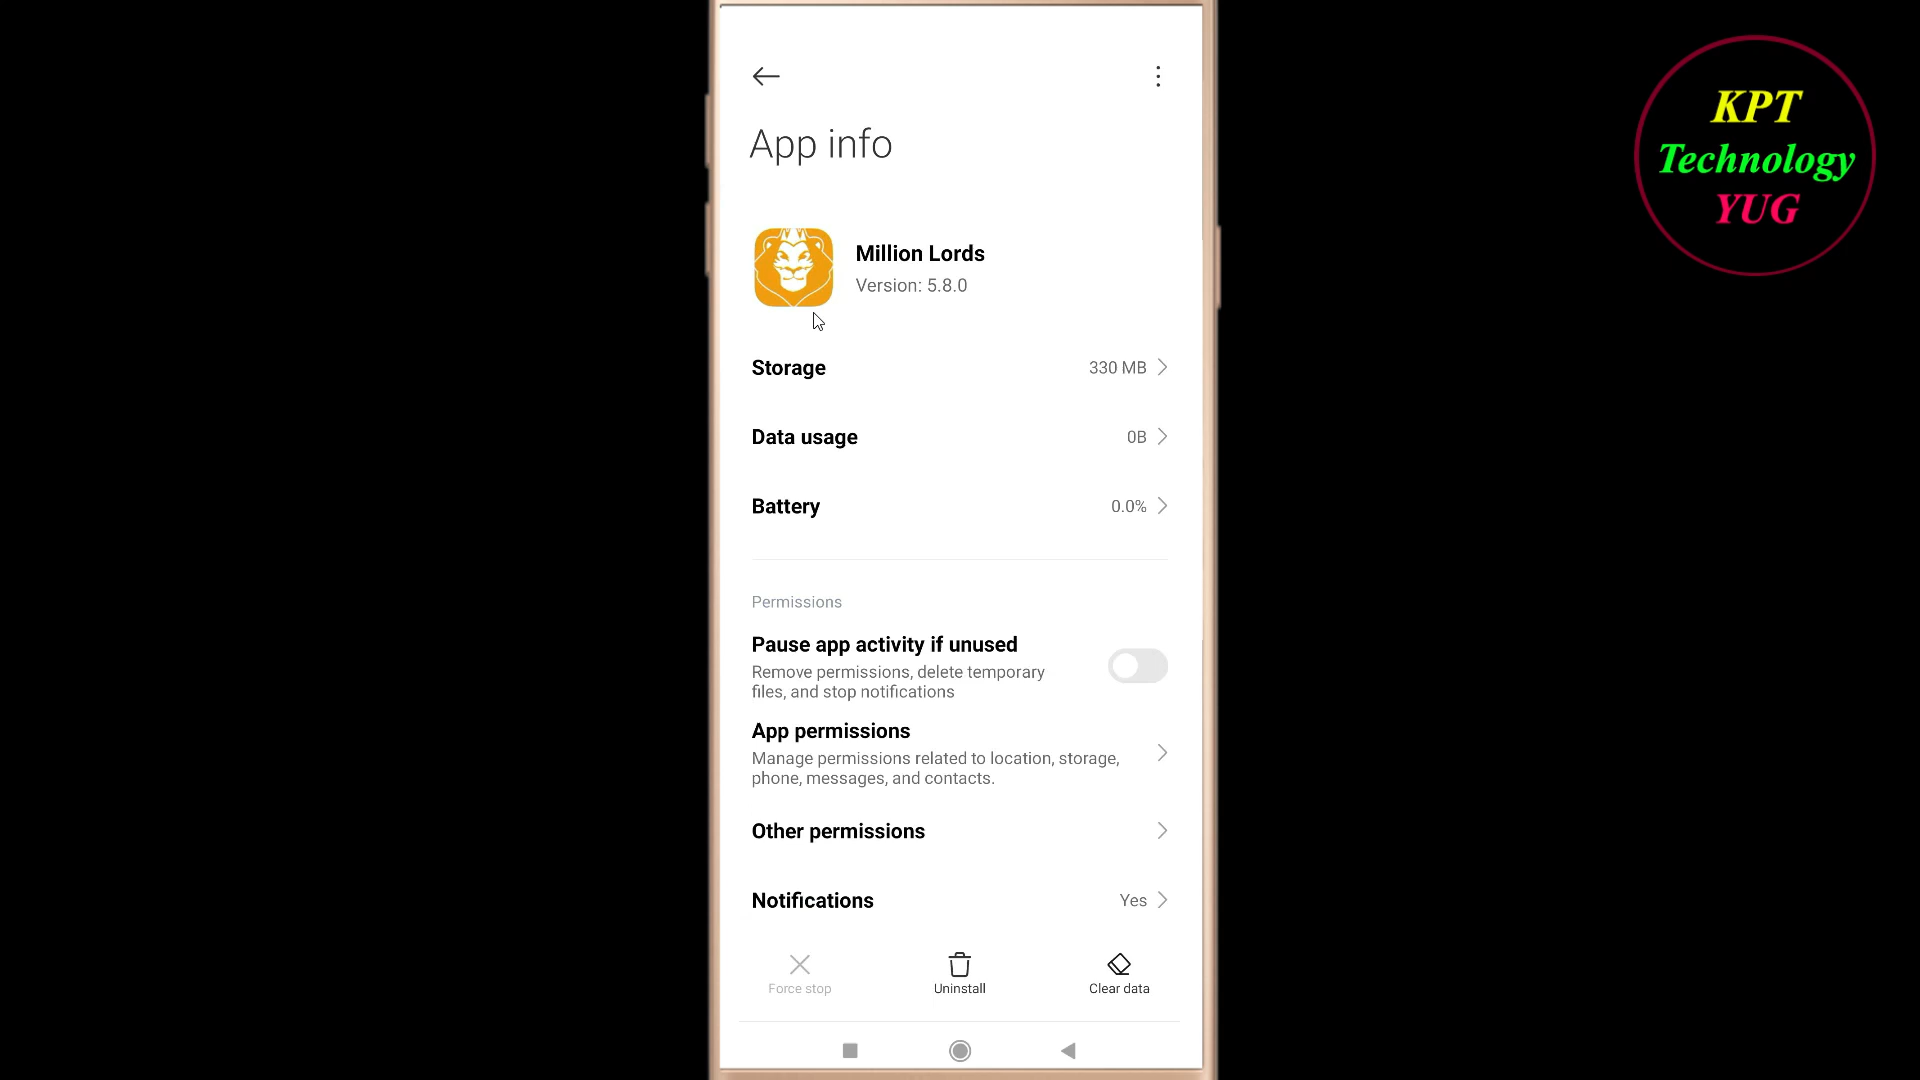 KPT
Technology
YUG
App info
Million Lords
Version: 5.8.0
Storage 330 MB
Data usage 0B
Battery 0.0%
Permissions
Pause app activity if unused
Remove permissions, delete temporary
files, and stop notifications
App permissions
Manage permissions related to location, storage,
phone, messages, and contacts.
Other permissions
Notifications Yes
Force stop Uninstall Clear data